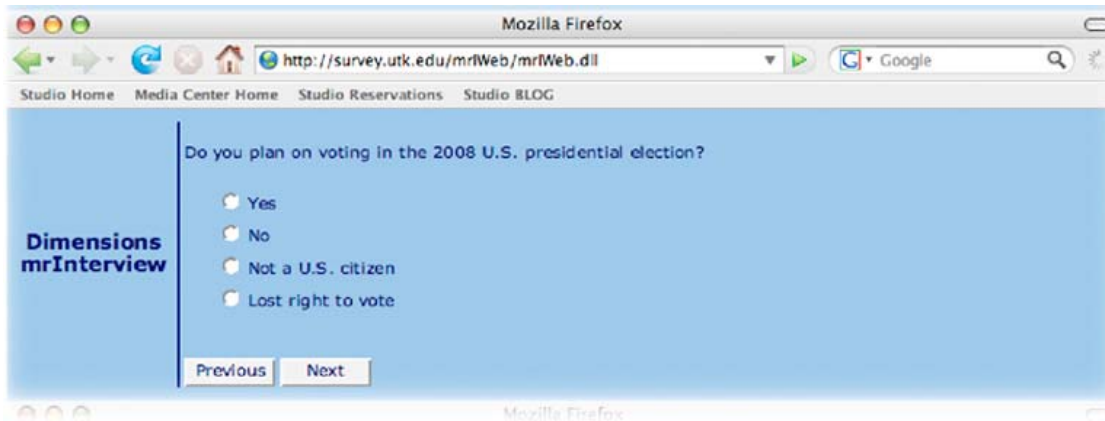 Mozilla Firefox
http://survey.utk.edu/mrIWeb/mrIWeb.dll
G Google
Studio Home Media Center Home Studio Reservations Studio BLOG
Do you plan on voting in the 2008 U.S. presidential election?
Yes
No
Dimensions
mrInterview
Not a U.S. citizen
Lost right to vote
Previous Next
Mozilla Firefox